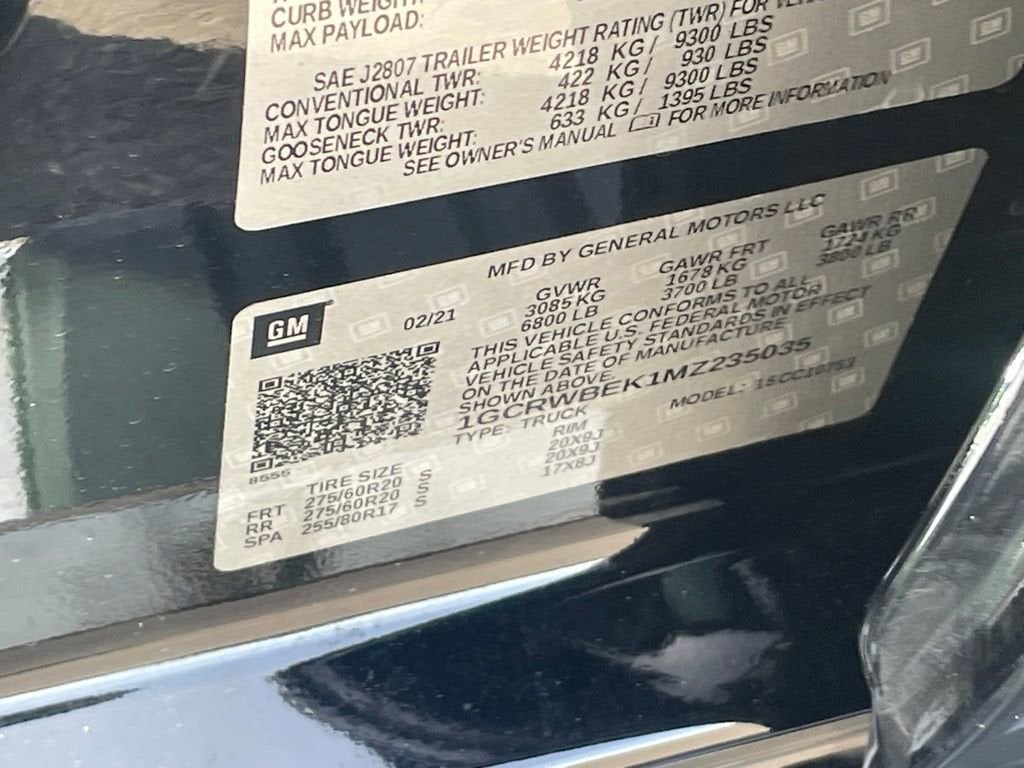 CURB WEIGHT:
MAX PAYLOAD:
SAE J2807 TRAILER WEIGHT RATING (TWR) FOR
CONVENTIONAL TWR: 4218 KG/ 9300 LBS
MAX TONGUE WEIGHT: 422 KG/ 930 LBS
GOOSENECK TWR: 4218 KG/ 9300 LBS
MAX TONGUE WEIGHT: 633 KG/ 1395 LBS
SEE OWNER'S MANUAL FOR MORE INFORMATION
MFD BY GENERAL MOTORS LLC
GM 02/21
GVWR GAWR FRT GAWR RR
3085 KG 1678 KG 1724 KG
6800 LB 3700 LB 3800 LB
THIS VEHICLE CONFORMS TO ALL
APPLICABLE U.S. FEDERAL MOTOR
VEHICLE SAFETY STANDARDS IN EFFECT
ON THE DATE OF MANUFACTURE
SHOWN ABOVE.
1GCRWBEK1MZ235035
TYPE: TRUCK MODEL: 15CC10753
8555
TIRE SIZE RIM
FRT 275/60R20 S 20X9J
RR 275/60R20 S 20X9J
SPA 255/80R17 S 17X8J